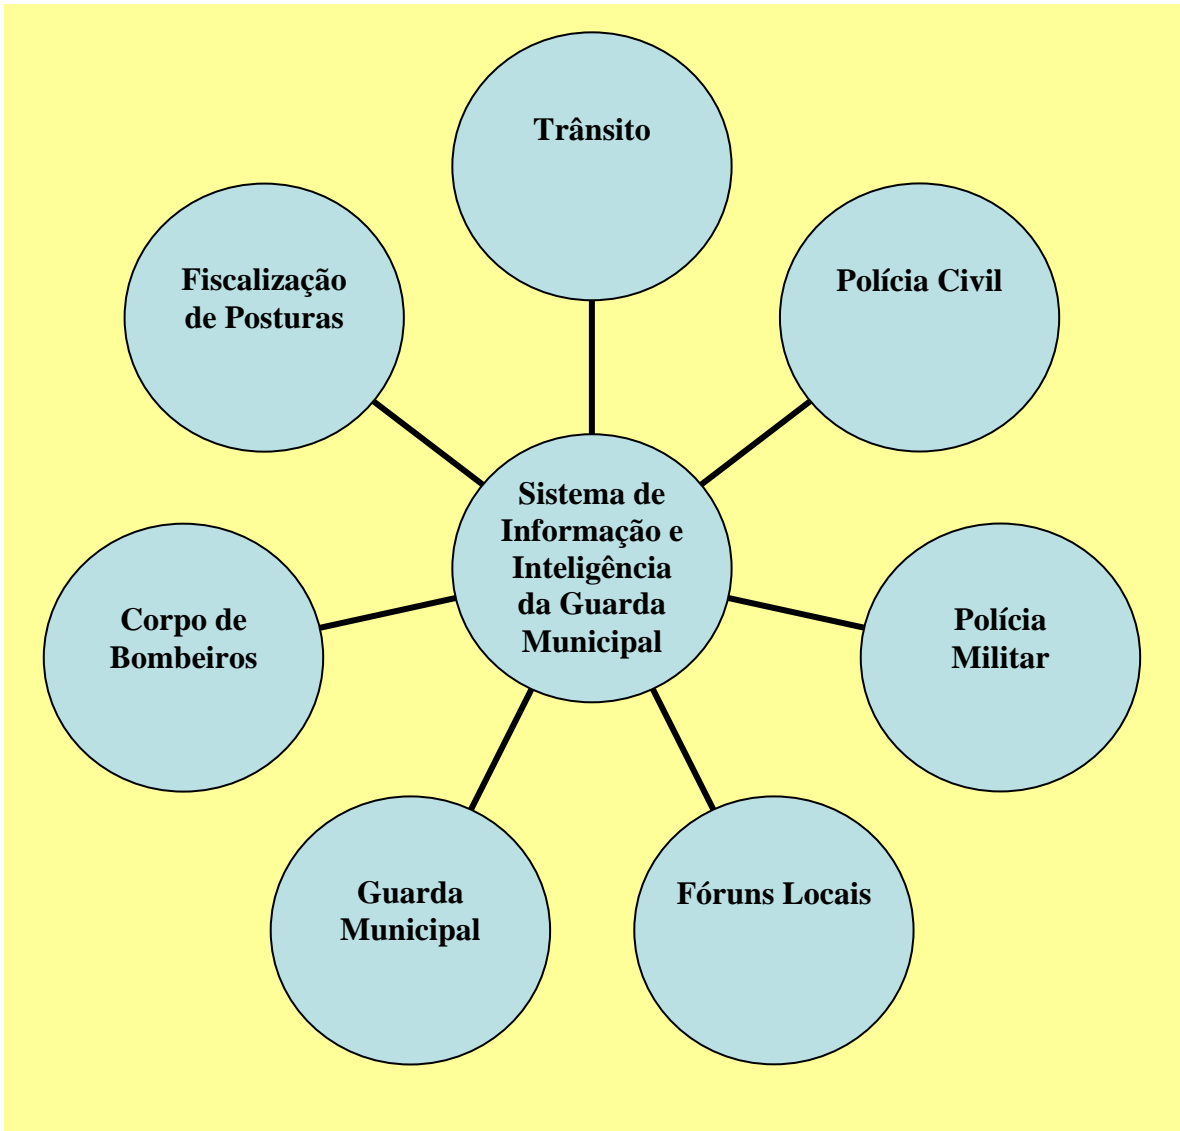 Trânsito
Fiscalização
de Posturas
Polícia Civil
Sistema de
Informação e
Inteligência
da Guarda
Municipal
Corpo de
Bombeiros
Polícia
Militar
Guarda
Municipal
Fóruns Locais